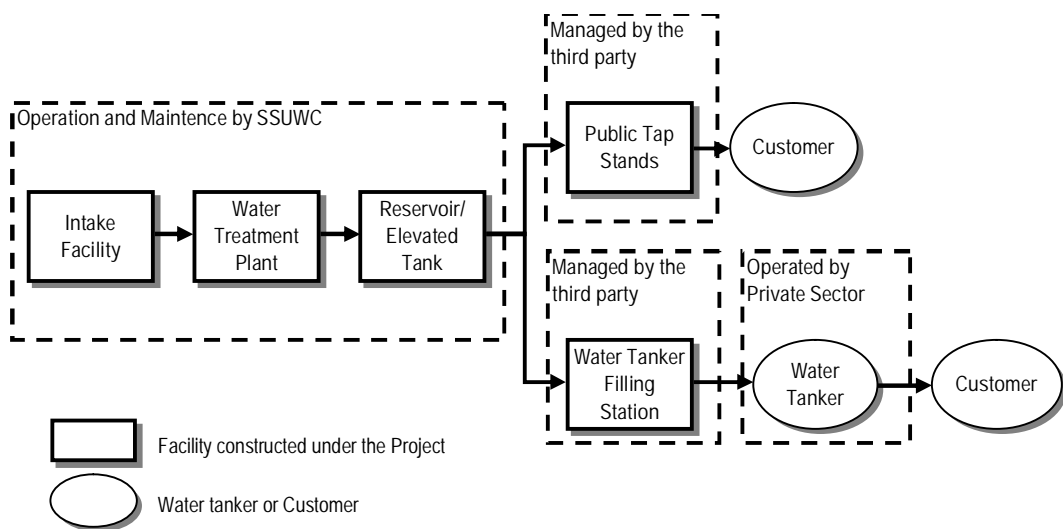 Managed by the
third party
Public Tap
Stands
Customer
Operation and Maintence by SSUWC
Intake
Facility
Water
Treatment
Plant
Reservoir/
Elevated
Tank
Managed by the
third party
Water Tanker
Filling
Station
Operated by
Private Sector
Water
Tanker
Customer
Facility constructed under the Project
Water tanker or Customer